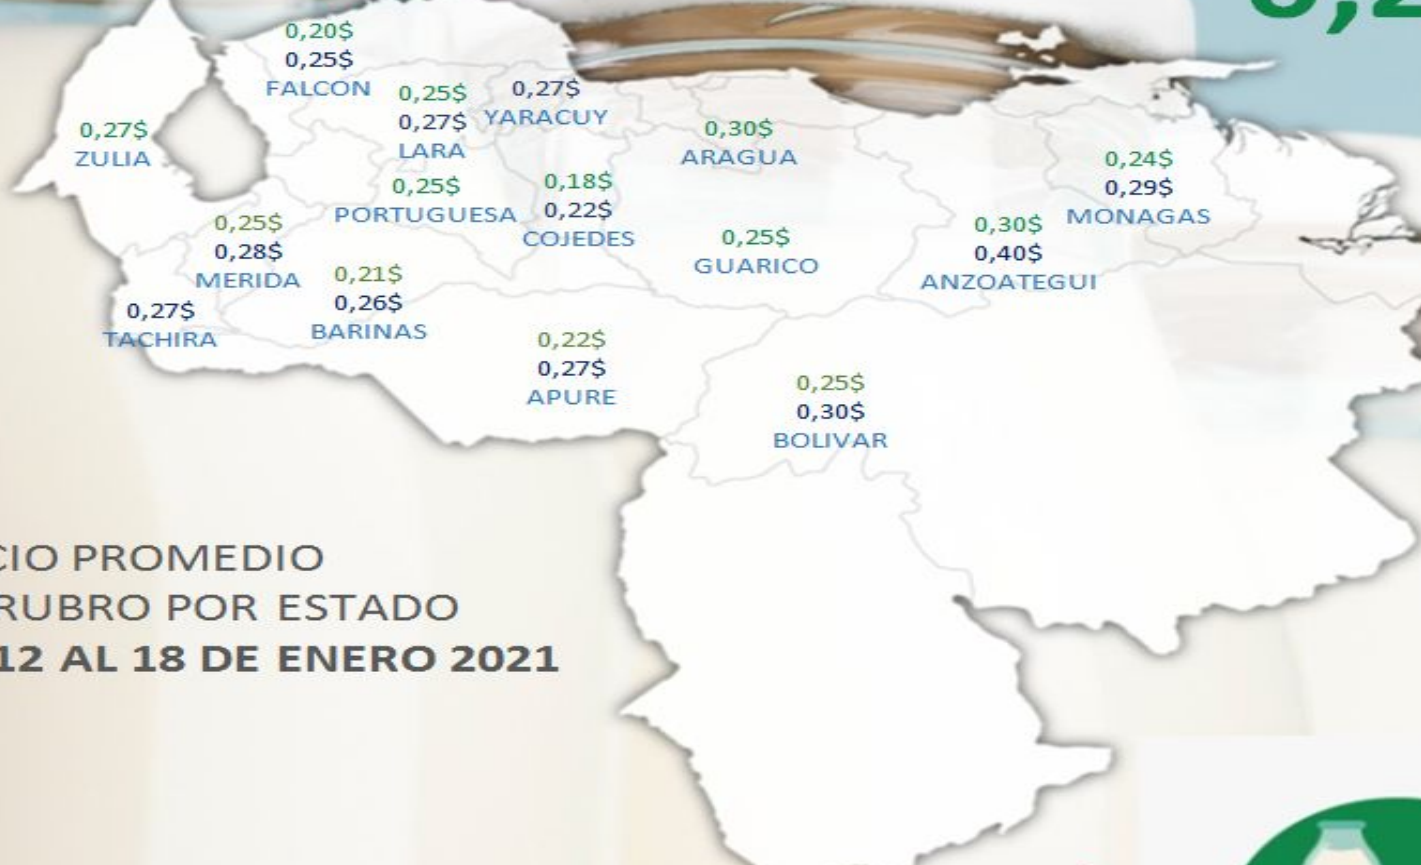 0,20$
0,25$
FALCON
0,25$
0,27$
LARA
0,27$
YARACUY
0,27$
ZULIA
0,30$
ARAGUA
0,24$
0,29$
MONAGAS
0,25$
PORTUGUESA
0,18$
0,22$
COJEDES
0,25$
0,28$
MERIDA
0,25$
GUARICO
0,30$
0,40$
ANZOATEGUI
0,21$
0,26$
BARINAS
0,27$
TACHIRA
0,22$
0,27$
APURE
0,25$
0,30$
BOLIVAR
CIO PROMEDIO
RUBRO POR ESTADO
12 AL 18 DE ENERO 2021